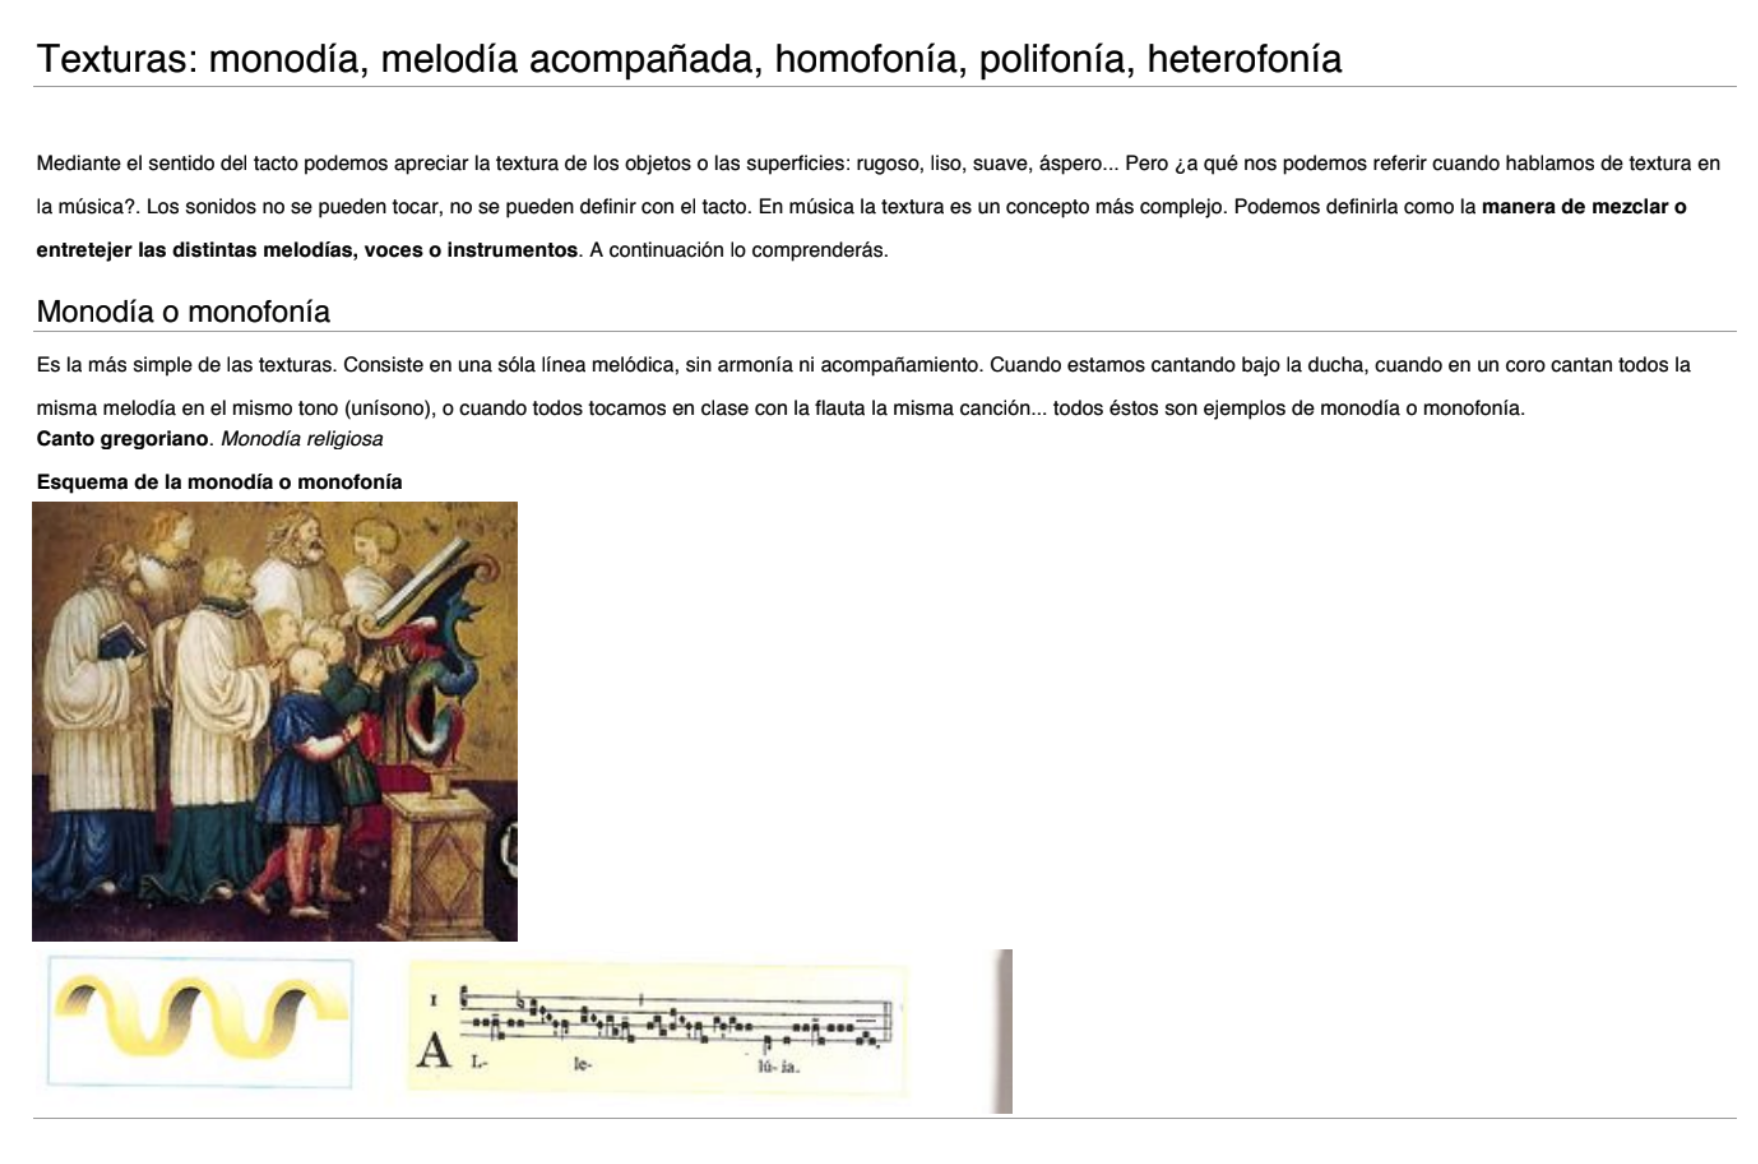 Texturas: monodía, melodía acompañada, homofonía, polifonía, heterofonía
Mediante el sentido del tacto podemos apreciar la textura de los objetos o las superficies: rugoso, liso, suave, áspero... Pero ¿a qué nos podemos referir cuando hablamos de textura en
la música?. Los sonidos no se pueden tocar, no se pueden definir con el tacto. En música la textura es un concepto más complejo. Podemos definirla como la manera de mezclar o
entretejer las distintas melodías, voces o instrumentos. A continuación lo comprenderás.
Monodía o monofonía
Es la más simple de las texturas. Consiste en una sóla línea melódica, sin armonía ni acompañamiento. Cuando estamos cantando bajo la ducha, cuando en un coro cantan todos la
misma melodía en el mismo tono (unísono), o cuando todos tocamos en clase con la flauta la misma canción... todos éstos son ejemplos de monodía o monofonía.
Canto gregoriano. Monodía religiosa
Esquema de la monodía o monofonía
I
A L- le- lú- ia.